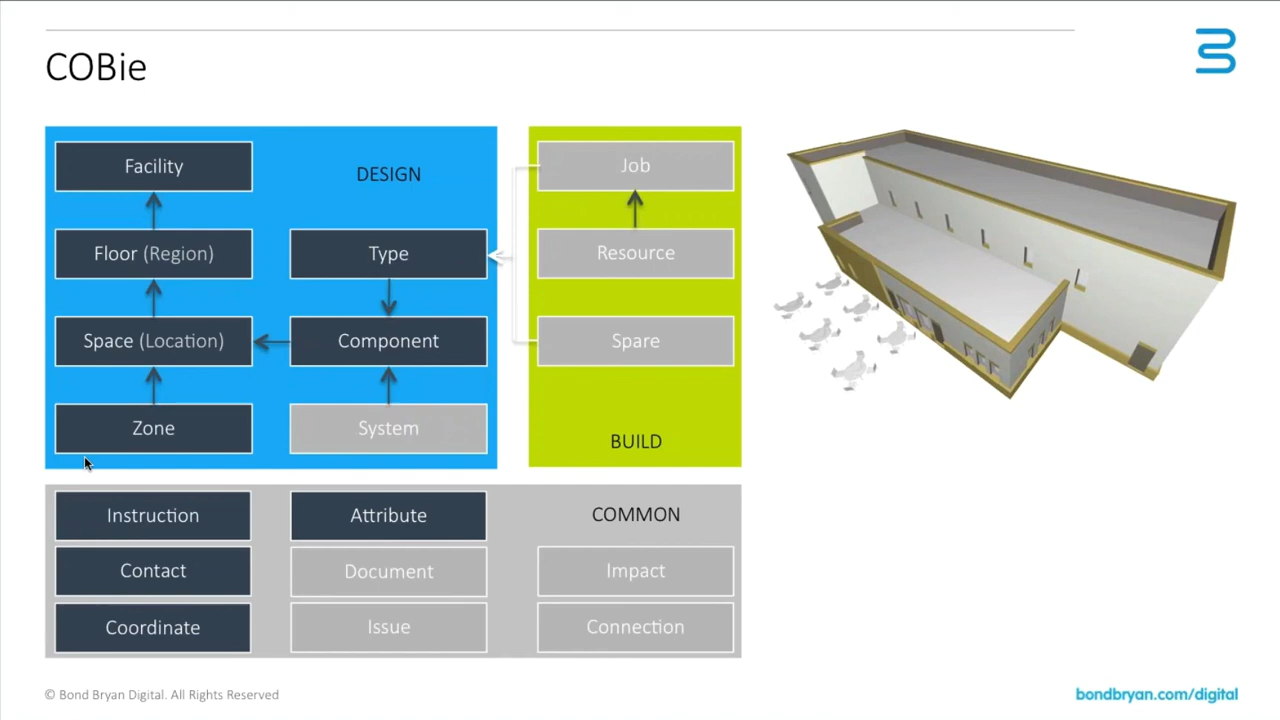 COBie
Facility
DESIGN
Floor (Region)
Type
Space (Location)
Component
Zone
System
Job
Resource
Spare
BUILD
Instruction
Attribute
COMMON
Contact
Document
Impact
Coordinate
Issue
Connection
© Bond Bryan Digital. All Rights Reserved
bondbryan.com/digital